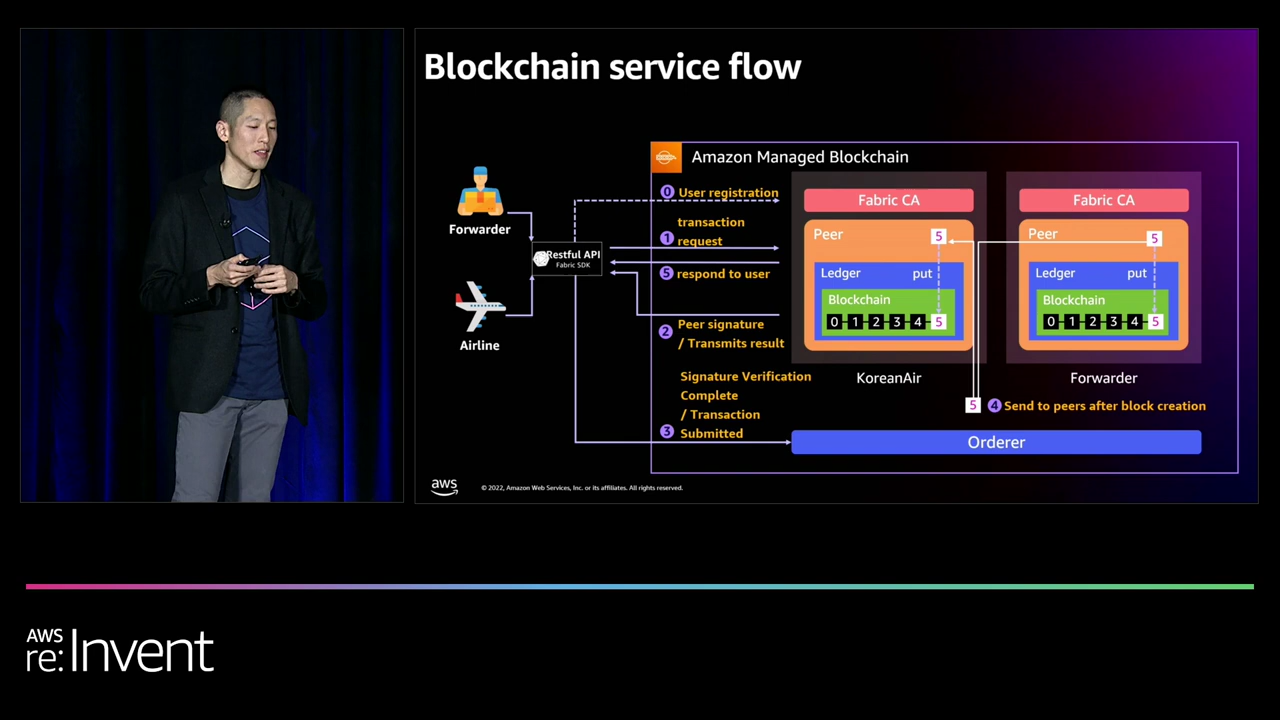 Blockchain service flow
Amazon Managed Blockchain
0 User registration
transaction
1 request
5 respond to user
2 Peer signature
/ Transmits result
Signature Verification
Complete
/ Transaction
3 Submitted
Forwarder
Airline
Restful API
Fabric SDK
Fabric CA
Peer
5
Ledger put
Blockchain
0 1 2 3 4 5
KoreanAir
Fabric CA
Peer
5
Ledger put
Blockchain
0 1 2 3 4 5
Forwarder
5
4 Send to peers after block creation
Orderer
aws
© 2022, Amazon Web Services, Inc. or its affiliates. All rights reserved.
AWS
re:Invent